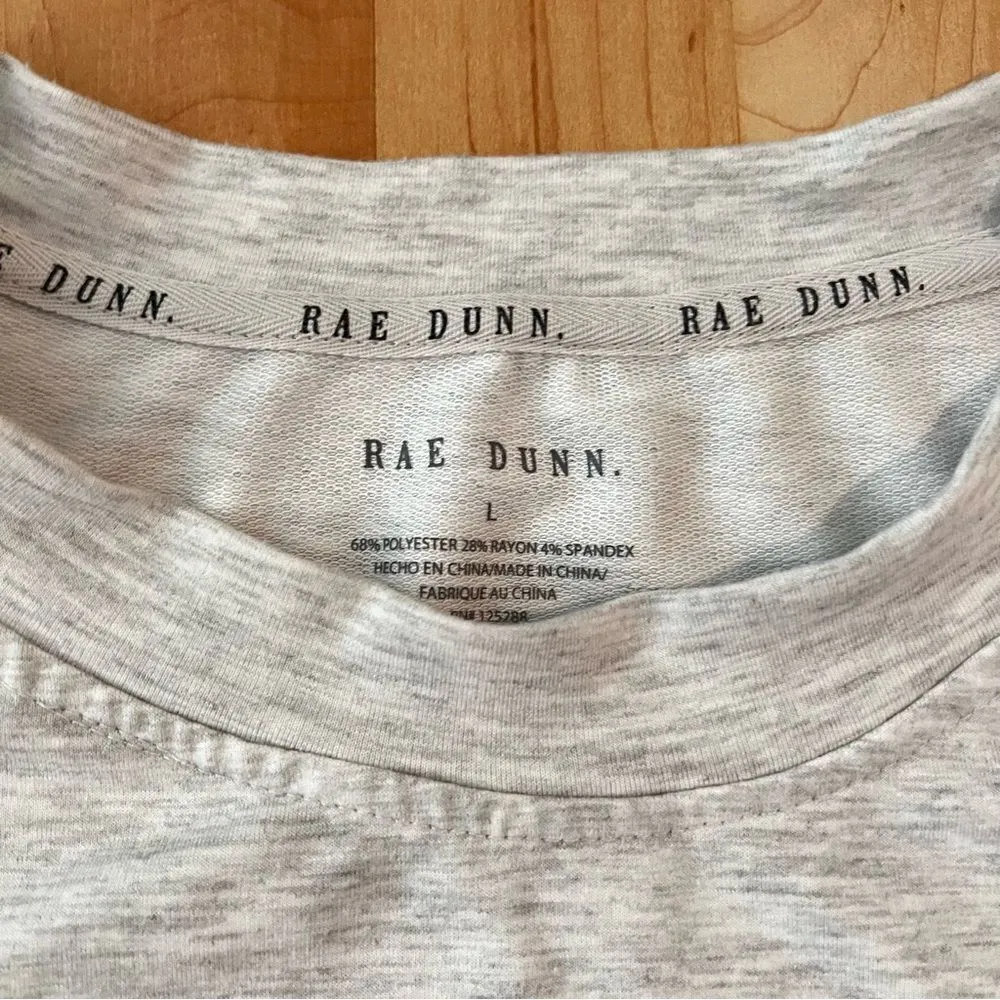 DUNN. RAE DUNN. RAE DUNN.
RAE DUNN.
L
68% POLYESTER 28% RAYON 4% SPANDEX
HECHO EN CHINA/MADE IN CHINA/
FABRIQUE AU CHINA
125288